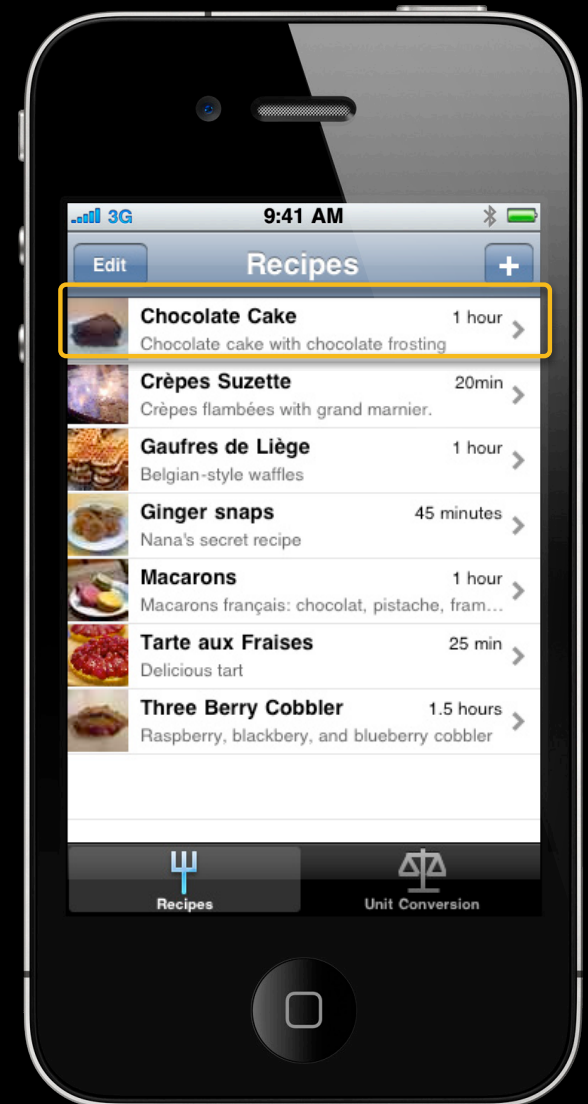 3G 9:41 AM
Edit Recipes +
Chocolate Cake 1 hour
Chocolate cake with chocolate frosting
Crèpes Suzette 20min
Crèpes flambées with grand marnier.
Gaufres de Liège 1 hour
Belgian-style waffles
Ginger snaps 45 minutes
Nana's secret recipe
Macarons 1 hour
Macarons français: chocolat, pistache, fram...
Tarte aux Fraises 25 min
Delicious tart
Three Berry Cobbler 1.5 hours
Raspberry, blackbery, and blueberry cobbler
Recipes Unit Conversion